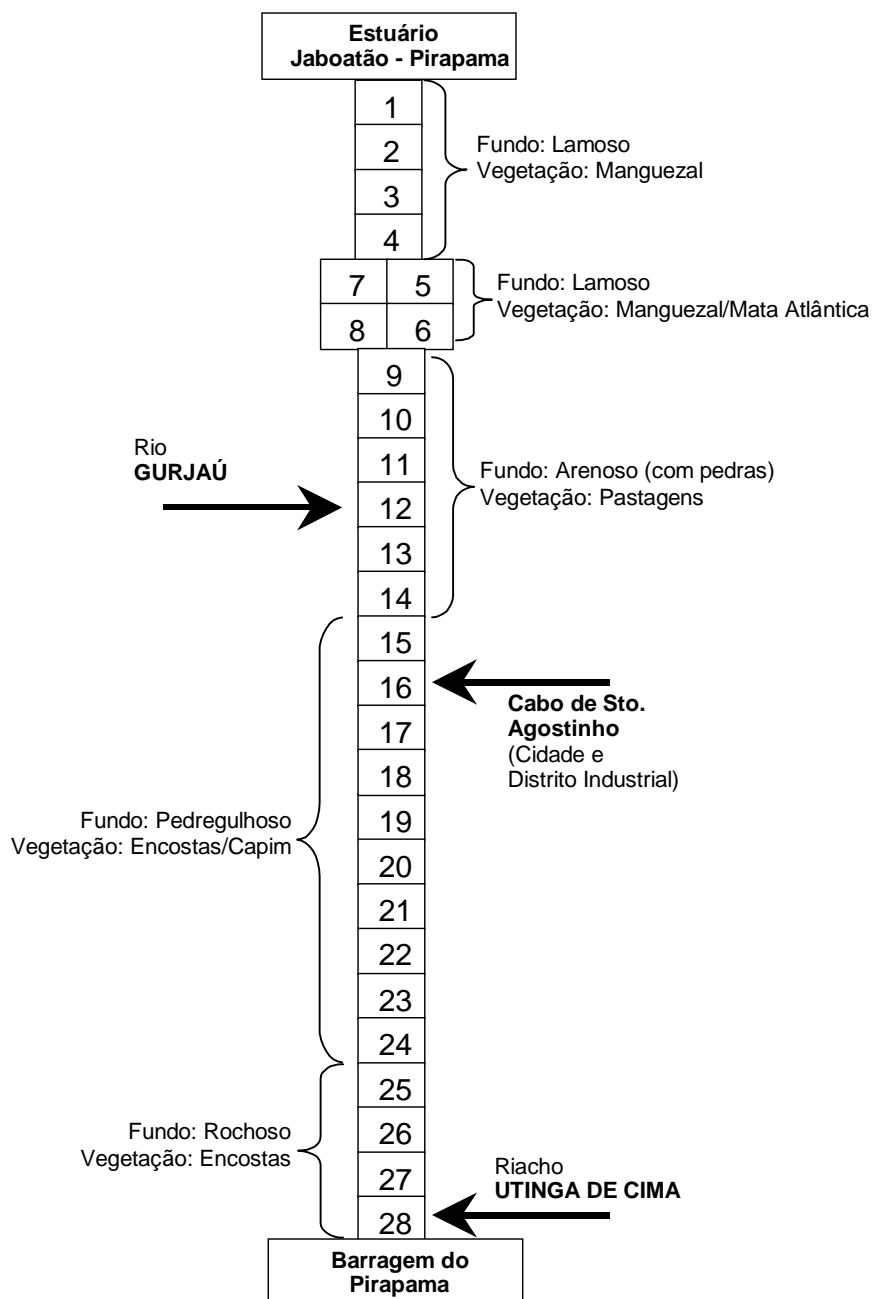 Estuário
Jaboatão - Pirapama
1
2
3
4
Fundo: Lamoso
Vegetação: Manguezal
7 5
8 6
Fundo: Lamoso
Vegetação: Manguezal/Mata Atlântica
9
10
11
12
13
14
Rio
GURJAÚ
Fundo: Arenoso (com pedras)
Vegetação: Pastagens
15
16
17
18
19
20
21
22
23
24
Cabo de Sto.
Agostinho
(Cidade e
Distrito Industrial)
Fundo: Pedregulhoso
Vegetação: Encostas/Capim
25
26
27
28
Fundo: Rochoso
Vegetação: Encostas
Riacho
UTINGA DE CIMA
Barragem do
Pirapama